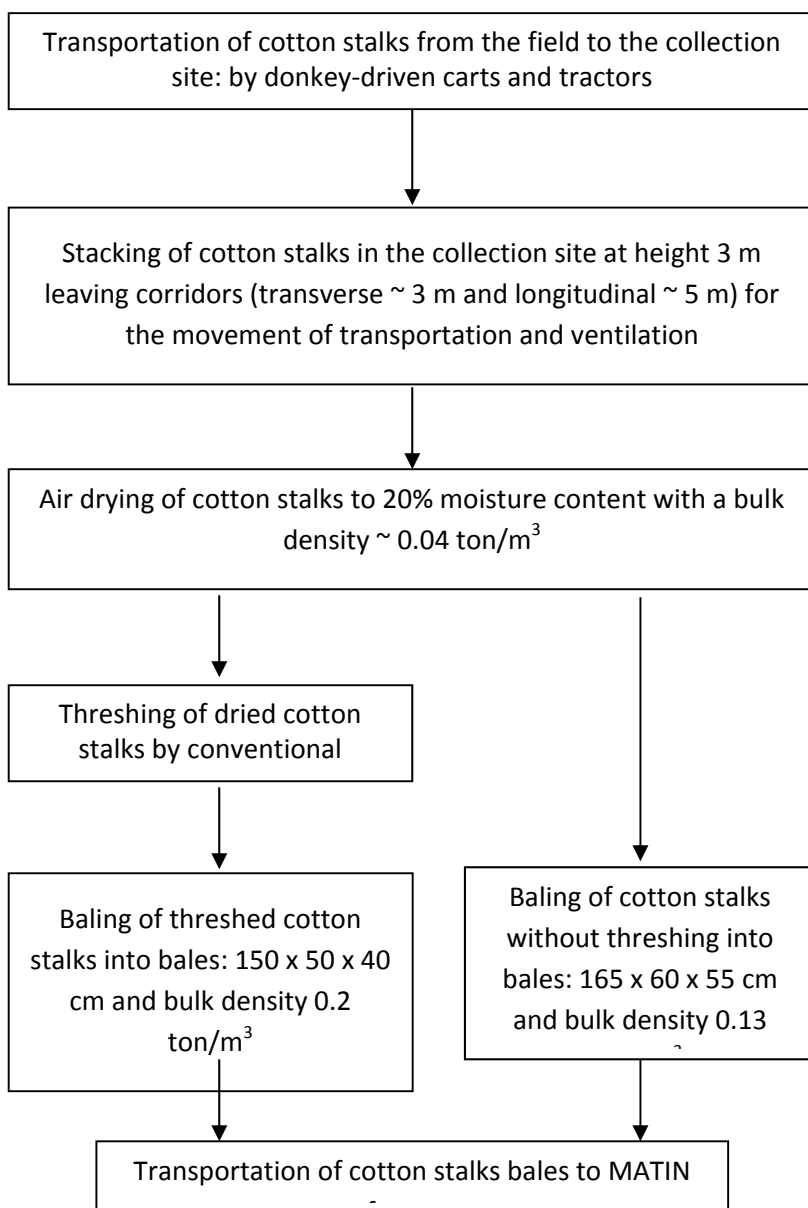 Transportation of cotton stalks from the field to the collection
site: by donkey-driven carts and tractors
Stacking of cotton stalks in the collection site at height 3 m
leaving corridors (transverse ~ 3 m and longitudinal ~ 5 m) for
the movement of transportation and ventilation
Air drying of cotton stalks to 20% moisture content with a bulk
density ~ 0.04 ton/m³
Threshing of dried cotton
stalks by conventional
Baling of threshed cotton
stalks into bales: 150 x 50 x 40
cm and bulk density 0.2
ton/m³
Baling of cotton stalks
without threshing into
bales: 165 x 60 x 55 cm
and bulk density 0.13
Transportation of cotton stalks bales to MATIN